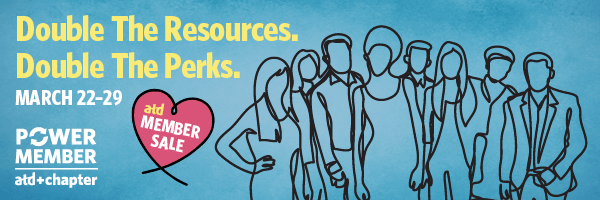 Double The Resources.
Double The Perks.
MARCH 22–29
atd
MEMBER
SALE
POWER
MEMBER
atd+chapter